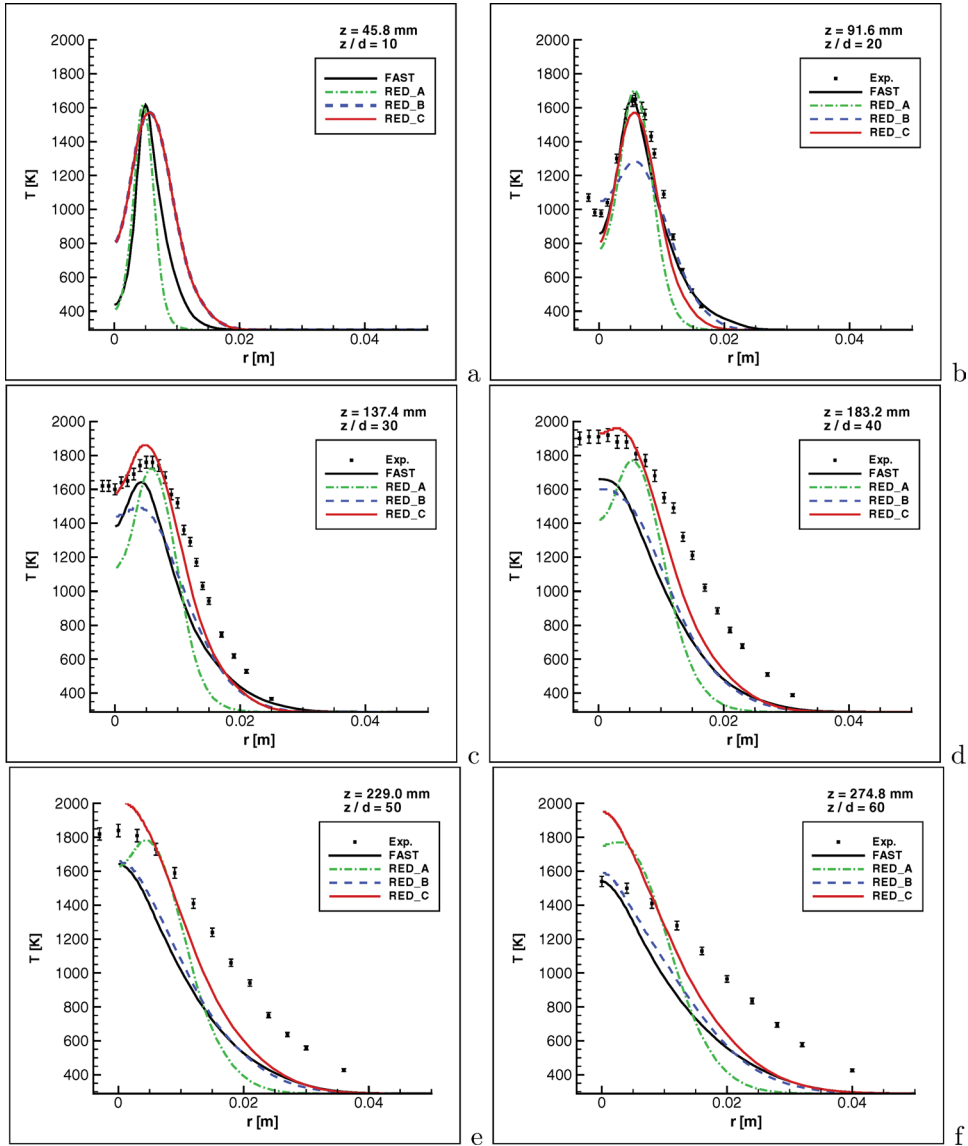 z = 45.8 mm
z / d = 10
2000
1800
1600
1400
1200
1000
800
600
400
T [K]
FAST
RED_A
RED_B
RED_C
0
0.02
0.04
r [m]
a
z = 91.6 mm
z / d = 20
2000
1800
1600
1400
1200
1000
800
600
400
T [K]
Exp.
FAST
RED_A
RED_B
RED_C
0
0.02
0.04
r [m]
b
z = 137.4 mm
z / d = 30
2000
1800
1600
1400
1200
1000
800
600
400
T [K]
Exp.
FAST
RED_A
RED_B
RED_C
0
0.02
0.04
r [m]
c
z = 183.2 mm
z / d = 40
2000
1800
1600
1400
1200
1000
800
600
400
T [K]
Exp.
FAST
RED_A
RED_B
RED_C
0
0.02
0.04
r [m]
d
z = 229.0 mm
z / d = 50
2000
1800
1600
1400
1200
1000
800
600
400
T [K]
Exp.
FAST
RED_A
RED_B
RED_C
0
0.02
0.04
r [m]
e
z = 274.8 mm
z / d = 60
2000
1800
1600
1400
1200
1000
800
600
400
T [K]
Exp.
FAST
RED_A
RED_B
RED_C
0
0.02
0.04
r [m]
f